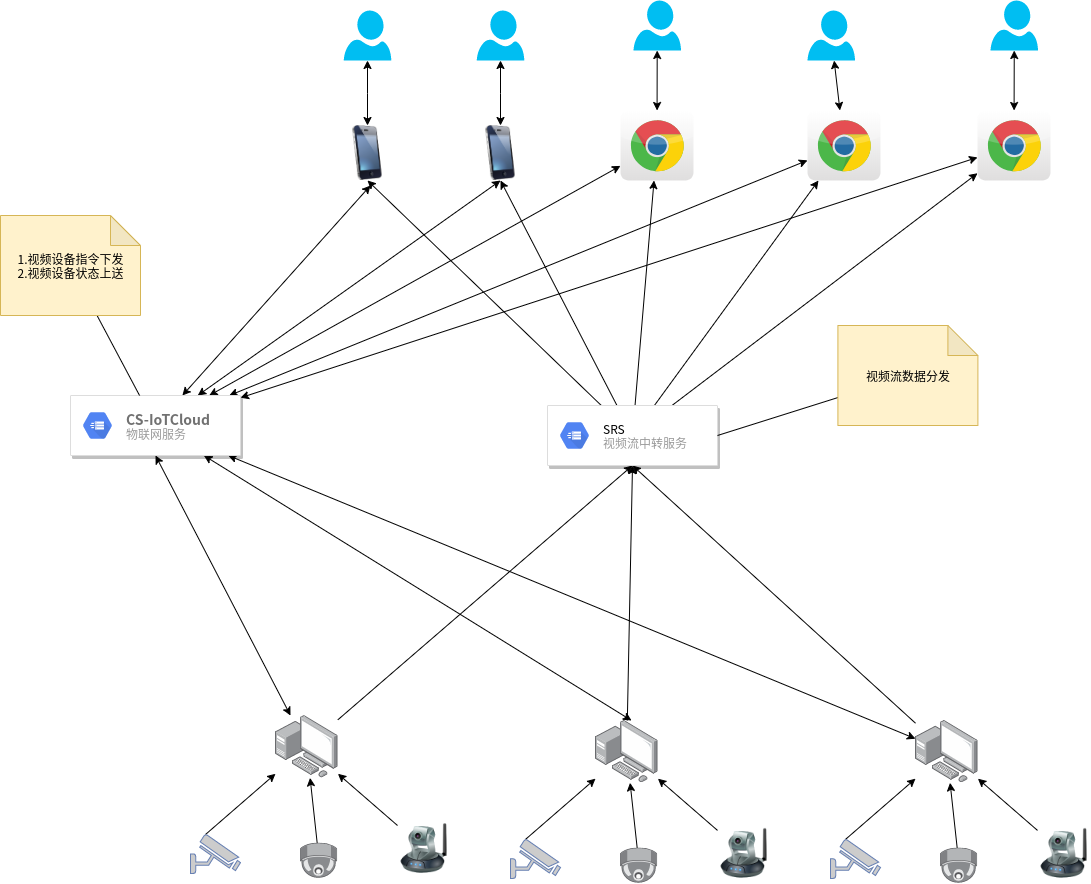 1.视频设备指令下发
2.视频设备状态上送
视频流数据分发
CS-IoTCloud
物联网服务
SRS
视频流中转服务